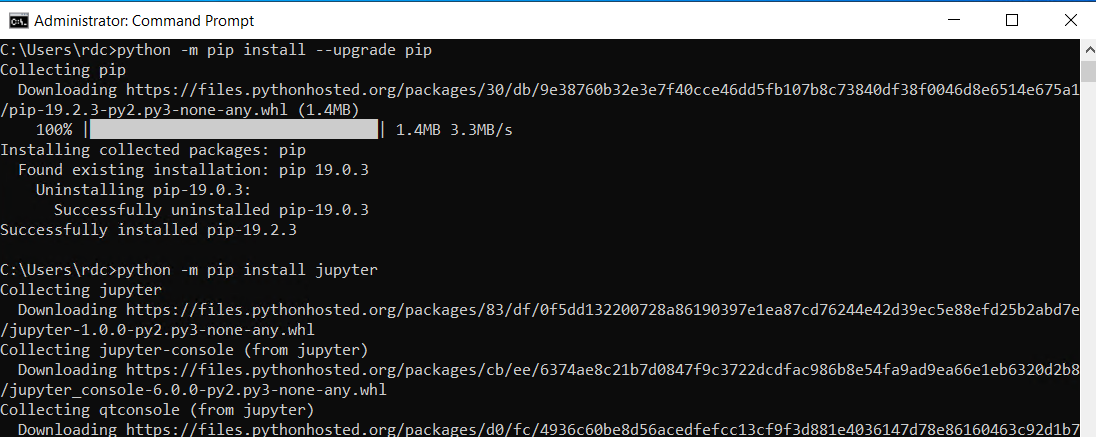 Administrator: Command Prompt
C:\Users\rdc>python -m pip install --upgrade pip
Collecting pip
  Downloading https://files.pythonhosted.org/packages/30/db/9e38760b32e3e7f40cce46dd5fb107b8c73840df38f0046d8e6514e675a1
/pip-19.2.3-py2.py3-none-any.whl (1.4MB)
    100% |████████████████████████████████| 1.4MB 3.3MB/s
Installing collected packages: pip
  Found existing installation: pip 19.0.3
    Uninstalling pip-19.0.3:
      Successfully uninstalled pip-19.0.3
Successfully installed pip-19.2.3
C:\Users\rdc>python -m pip install jupyter
Collecting jupyter
  Downloading https://files.pythonhosted.org/packages/83/df/0f5dd132200728a86190397e1ea87cd76244e42d39ec5e88efd25b2abd7e
/jupyter-1.0.0-py2.py3-none-any.whl
Collecting jupyter-console (from jupyter)
  Downloading https://files.pythonhosted.org/packages/cb/ee/6374ae8c21b7d0847f9c3722dcdfac986b8e54fa9ad9ea66e1eb6320d2b8
/jupyter_console-6.0.0-py2.py3-none-any.whl
Collecting qtconsole (from jupyter)
  Downloading https://files.pythonhosted.org/packages/d0/fc/4936c60be8d56acedfefcc13cf9f3d881e4036147d78e86160463c92d1b7